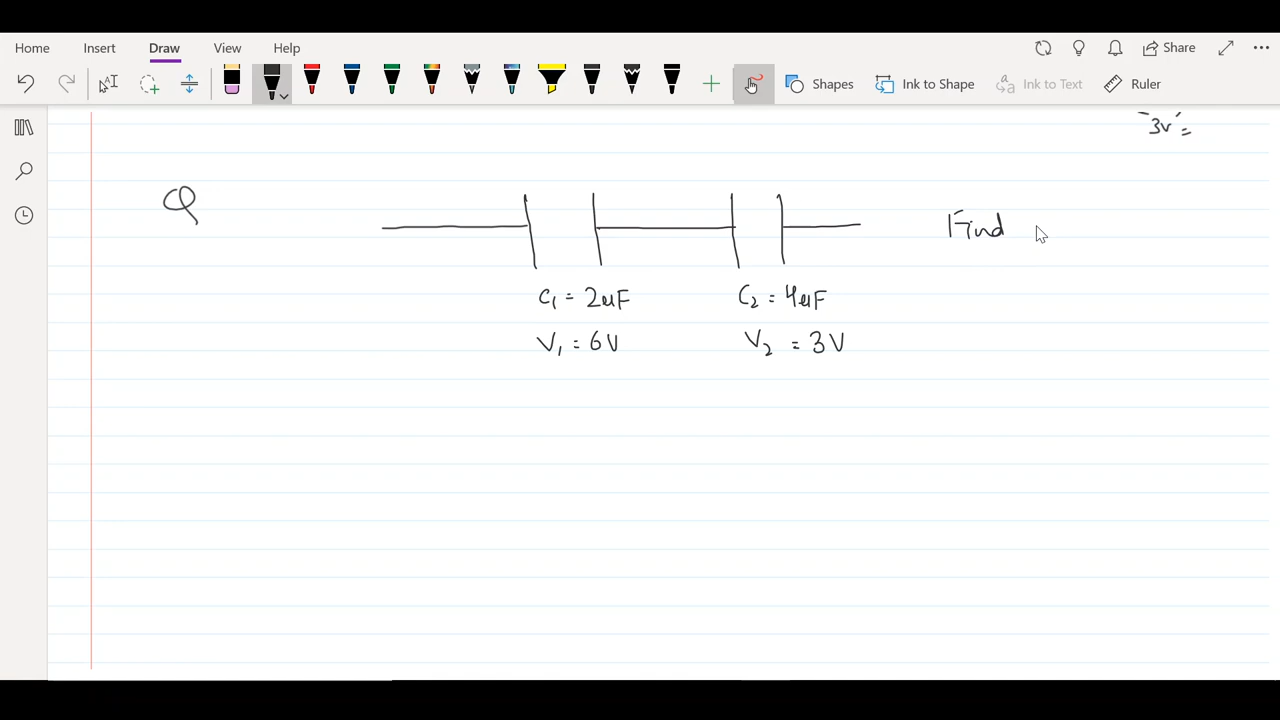 Home Insert Draw View Help Share
Shapes Ink to Shape Ink to Text Ruler
3V =
Q
Find
C₁ = 2uF C₂ = 4uF
V₁ = 6V V₂ = 3V